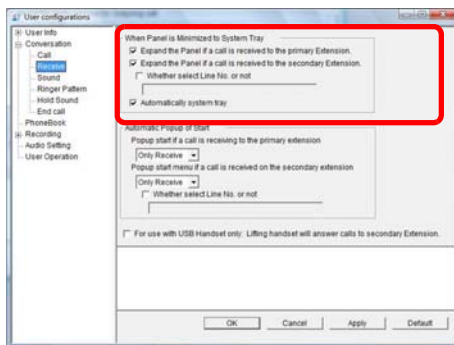 User configurations
User Info
Conversation
Call
Receive
Sound
Ringer Pattern
Hold Sound
End call
PhoneBook
Recording
Audio Setting
User Operation
When Panel is Minimized to System Tray
Expand the Panel if a call is received to the primary Extension.
Expand the Panel if a call is received to the secondary Extension.
Whether select Line No. or not
Automatically system tray
Automatic Popup of Start
Popup start if a call is receiving to the primary extension
Only Receive
Popup start menu if a call is received on the secondary extension
Only Receive
Whether select Line No. or not
For use with USB Handset only: Lifting handset will answer calls to secondary Extension.
OK Cancel Apply Default